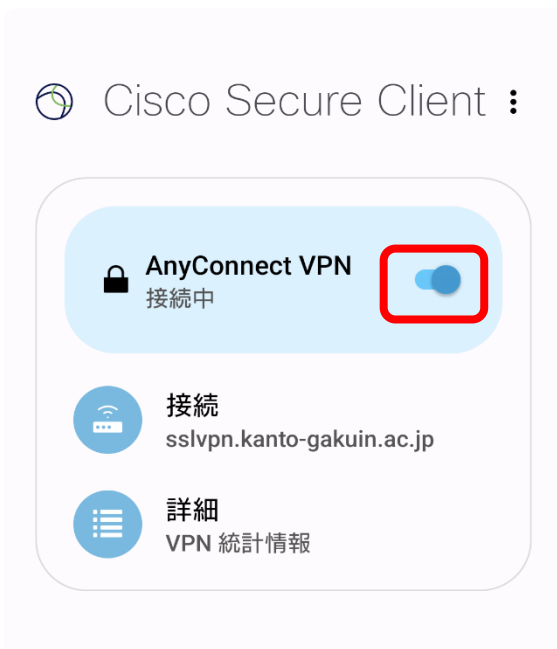 Cisco Secure Client
AnyConnect VPN
接続中
接続
sslvpn.kanto-gakuin.ac.jp
詳細
VPN 統計情報